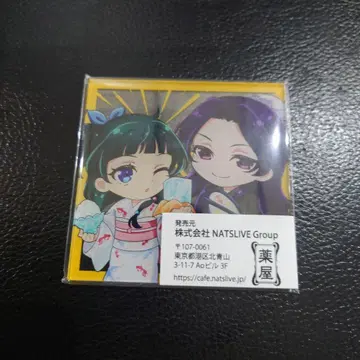 発売元
株式会社 NATSLIVE Group
〒107-0061
東京都港区北青山
3-11-7 Aoビル 3F
https://cafe.natslive.jp/
薬屋